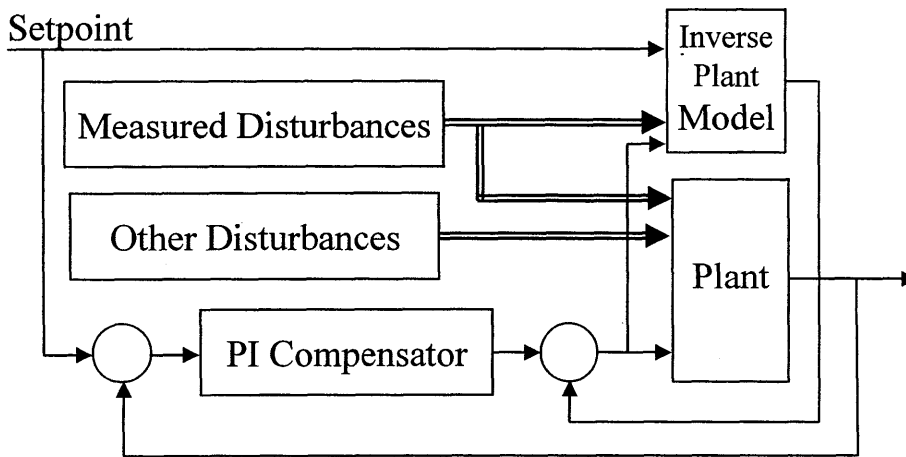 Setpoint
Inverse
Plant
Model
Measured Disturbances
Other Disturbances
Plant
PI Compensator